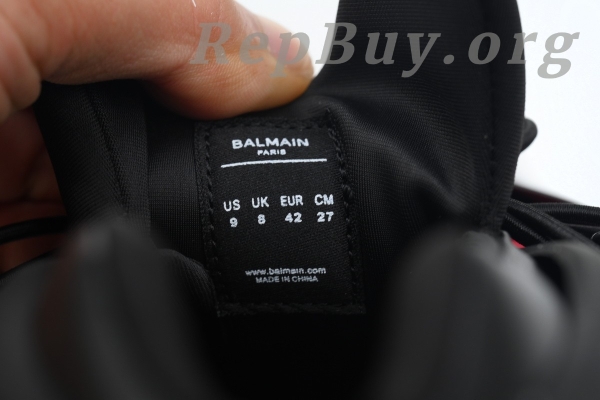 RepBuy.org
BALMAIN
PARIS
US UK EUR CM
9 8 42 27
www.balmain.com
MADE IN CHINA